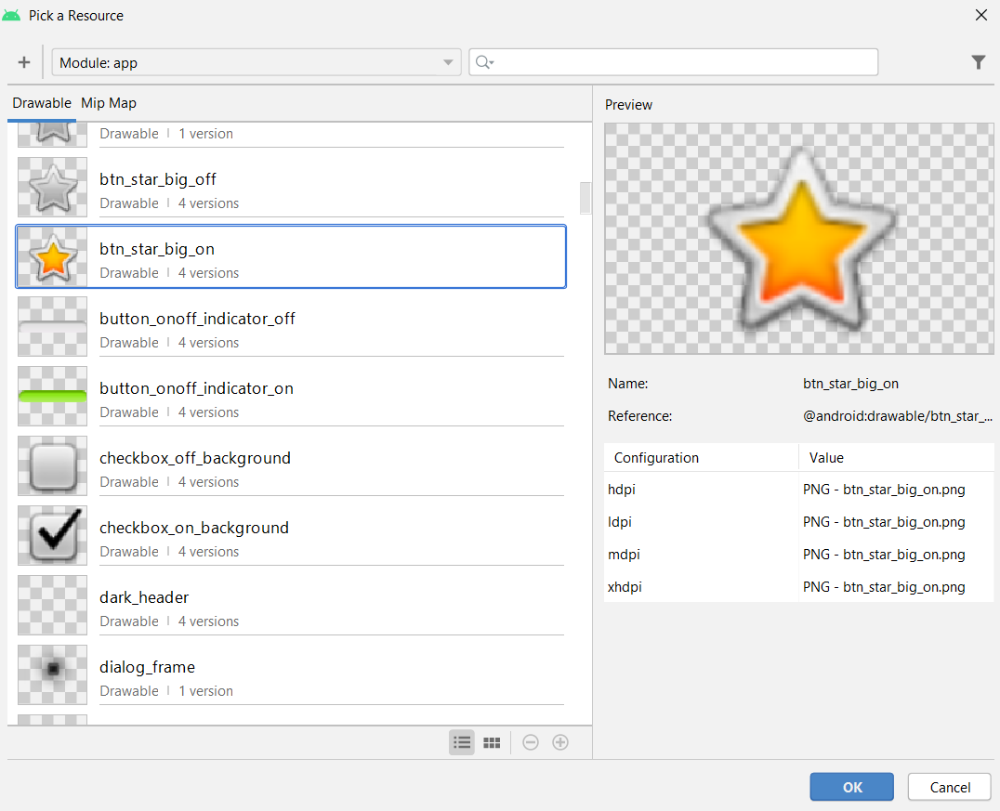 Pick a Resource
Module: app
Drawable Mip Map
Drawable | 1 version
btn_star_big_off
Drawable | 4 versions
btn_star_big_on
Drawable | 4 versions
button_onoff_indicator_off
Drawable | 4 versions
button_onoff_indicator_on
Drawable | 4 versions
checkbox_off_background
Drawable | 4 versions
checkbox_on_background
Drawable | 4 versions
dark_header
Drawable | 4 versions
dialog_frame
Drawable | 1 version
Preview
Name: btn_star_big_on
Reference: @android:drawable/btn_star_...
Configuration Value
hdpi PNG - btn_star_big_on.png
ldpi PNG - btn_star_big_on.png
mdpi PNG - btn_star_big_on.png
xhdpi PNG - btn_star_big_on.png
OK Cancel